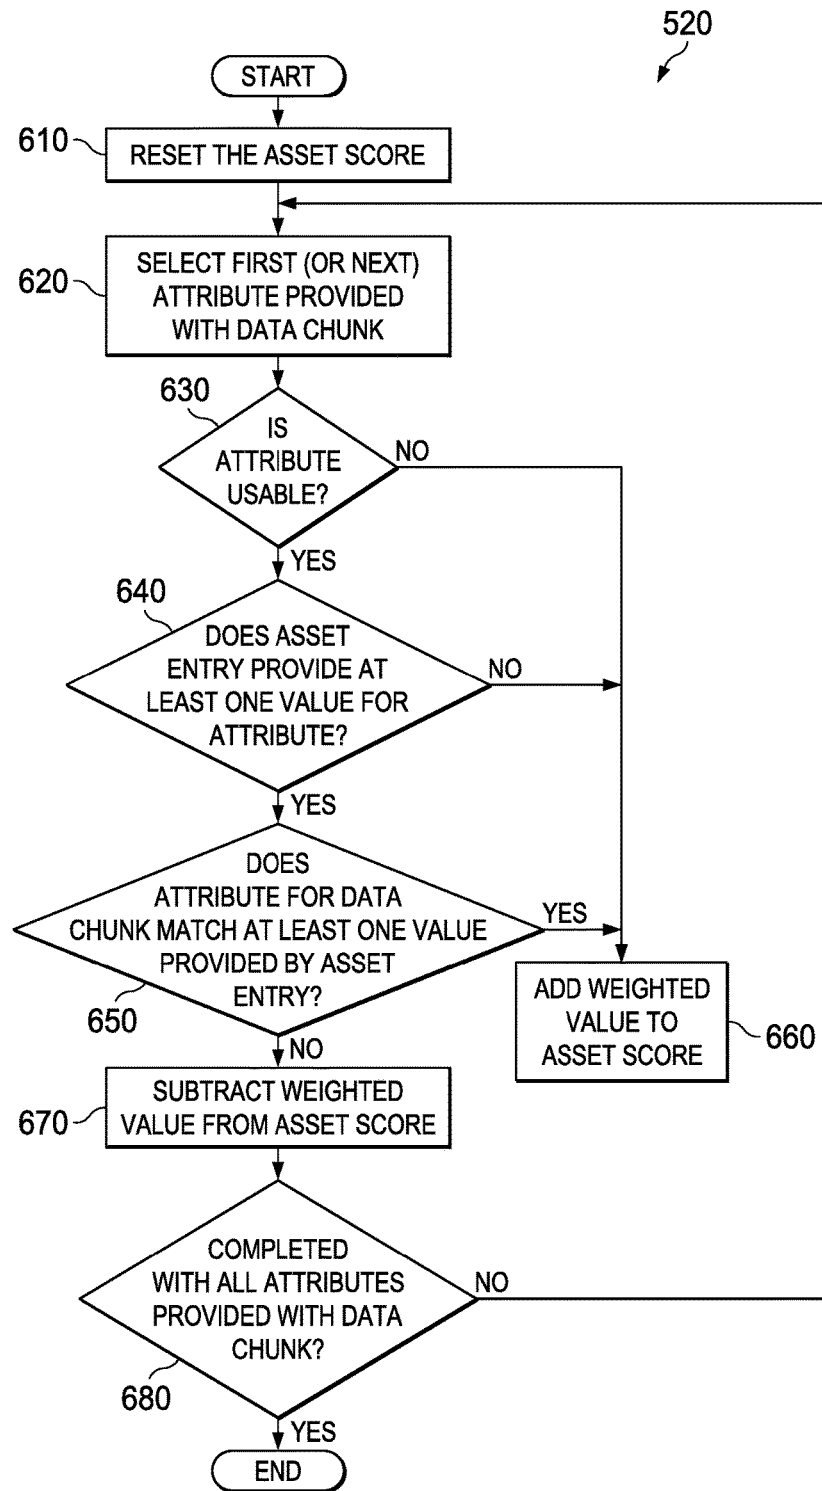 520
START
610
RESET THE ASSET SCORE
620
SELECT FIRST (OR NEXT)
ATTRIBUTE PROVIDED
WITH DATA CHUNK
630
IS
ATTRIBUTE
USABLE?
NO
YES
640
DOES ASSET
ENTRY PROVIDE AT
LEAST ONE VALUE FOR
ATTRIBUTE?
NO
YES
DOES
ATTRIBUTE FOR DATA
CHUNK MATCH AT LEAST ONE VALUE
PROVIDED BY ASSET
ENTRY?
YES
650
NO
ADD WEIGHTED
VALUE TO
ASSET SCORE
660
SUBTRACT WEIGHTED
VALUE FROM ASSET SCORE
670
COMPLETED
WITH ALL ATTRIBUTES
PROVIDED WITH DATA
CHUNK?
NO
680
YES
END